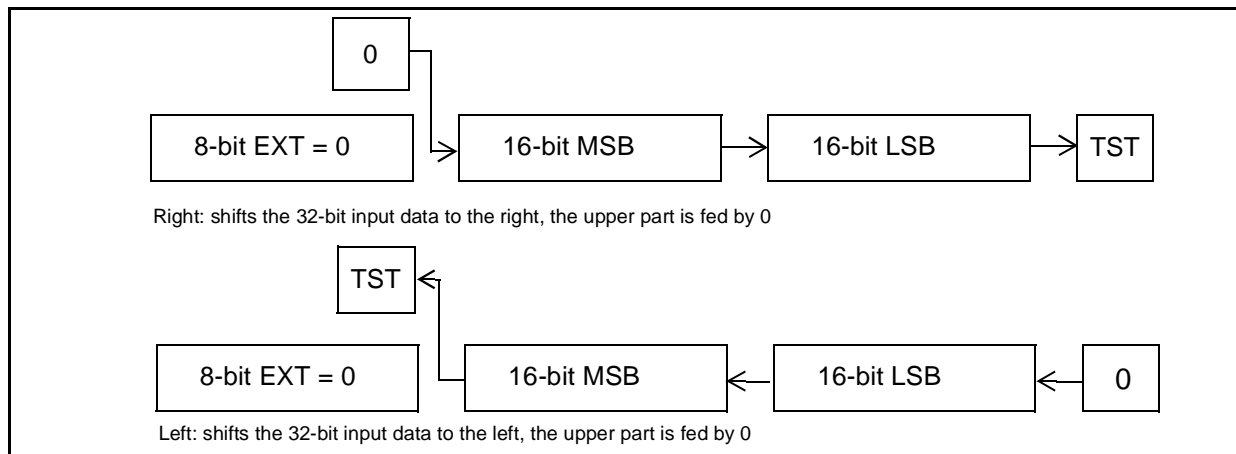 0
8-bit EXT = 0 16-bit MSB 16-bit LSB TST
Right: shifts the 32-bit input data to the right, the upper part is fed by 0
TST
8-bit EXT = 0 16-bit MSB 16-bit LSB 0
Left: shifts the 32-bit input data to the left, the upper part is fed by 0